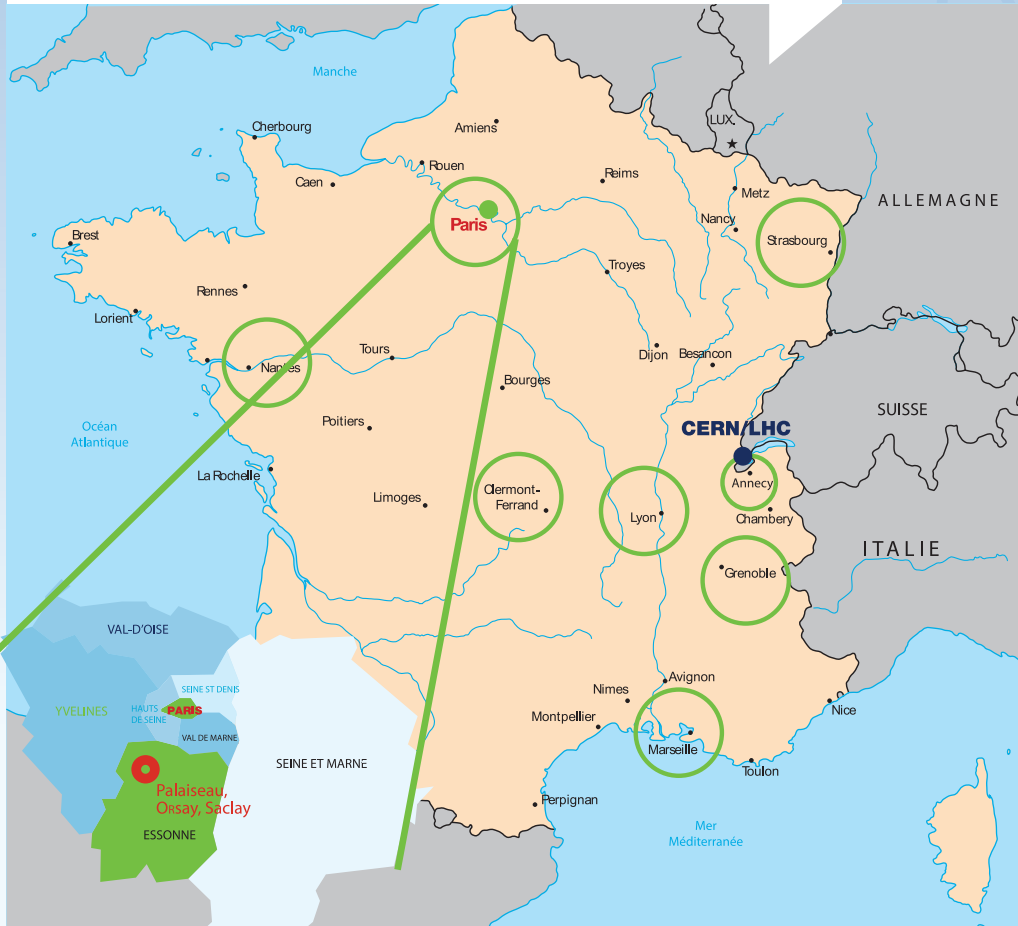 Manche
LUX.
Cherbourg
Amiens
Rouen
Reims
Caen
Metz
ALLEMAGNE
Nancy
Paris
Strasbourg
Brest
Troyes
Rennes
Lorient
Tours
Dijon
Besancon
Nantes
Bourges
SUISSE
Poitiers
Océan
Atlantique
CERN/LHC
La Rochelle
Annecy
Limoges
Clermont-
Ferrand
Lyon
Chambery
ITALIE
Grenoble
VAL-D'OISE
Avignon
SEINE ST DENIS
Nimes
YVELINES
HAUTS
DE SEINE
PARIS
Nice
Montpellier
VAL DE MARNE
Marseille
SEINE ET MARNE
Toulon
Palaiseau,
Orsay, Saclay
Perpignan
ESSONNE
Mer
Méditerranée